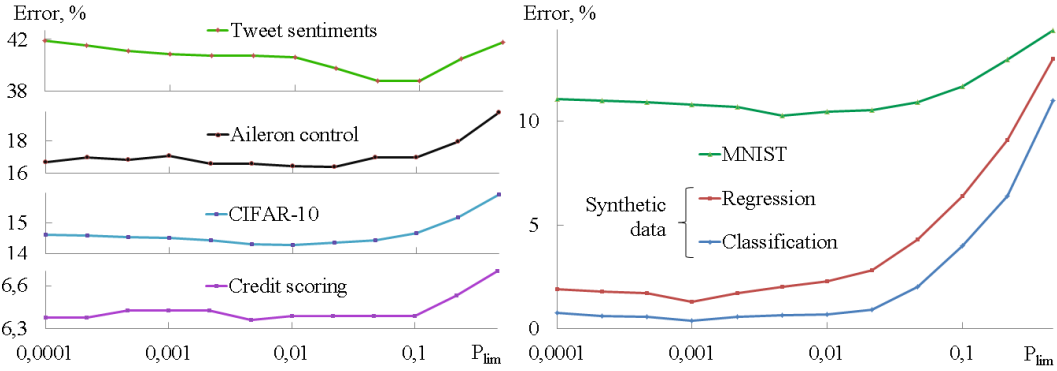 Error, %
42
38
Tweet sentiments
18
16
Aileron control
15
14
CIFAR-10
6,6
6,3
Credit scoring
0,0001 0,001 0,01 0,1 Plim
Error, %
10
5
0
MNIST
Synthetic data
Regression
Classification
0,0001 0,001 0,01 0,1 Plim